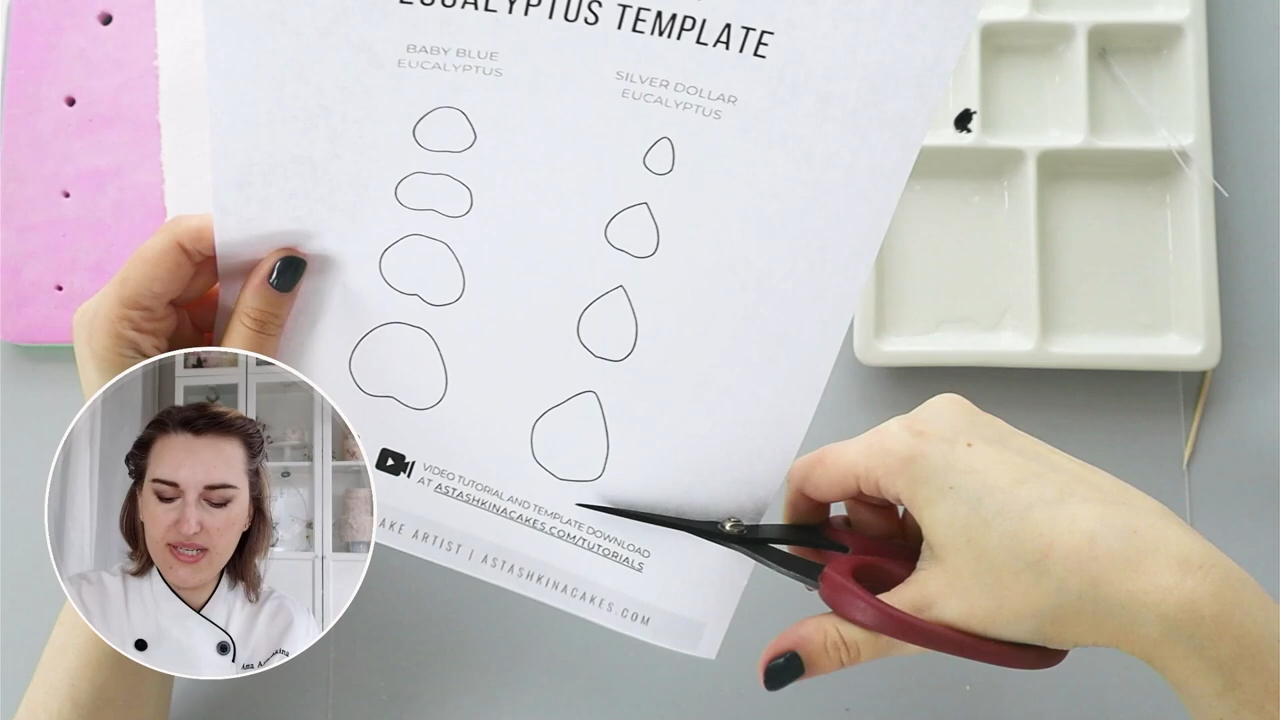 EUCALYPTUS TEMPLATE
BABY BLUE
EUCALYPTUS
SILVER DOLLAR
EUCALYPTUS
VIDEO TUTORIAL AND TEMPLATE DOWNLOAD
AT ASTASHKINACAKES.COM/TUTORIALS
AKE ARTIST | ASTASHKINACAKES.COM